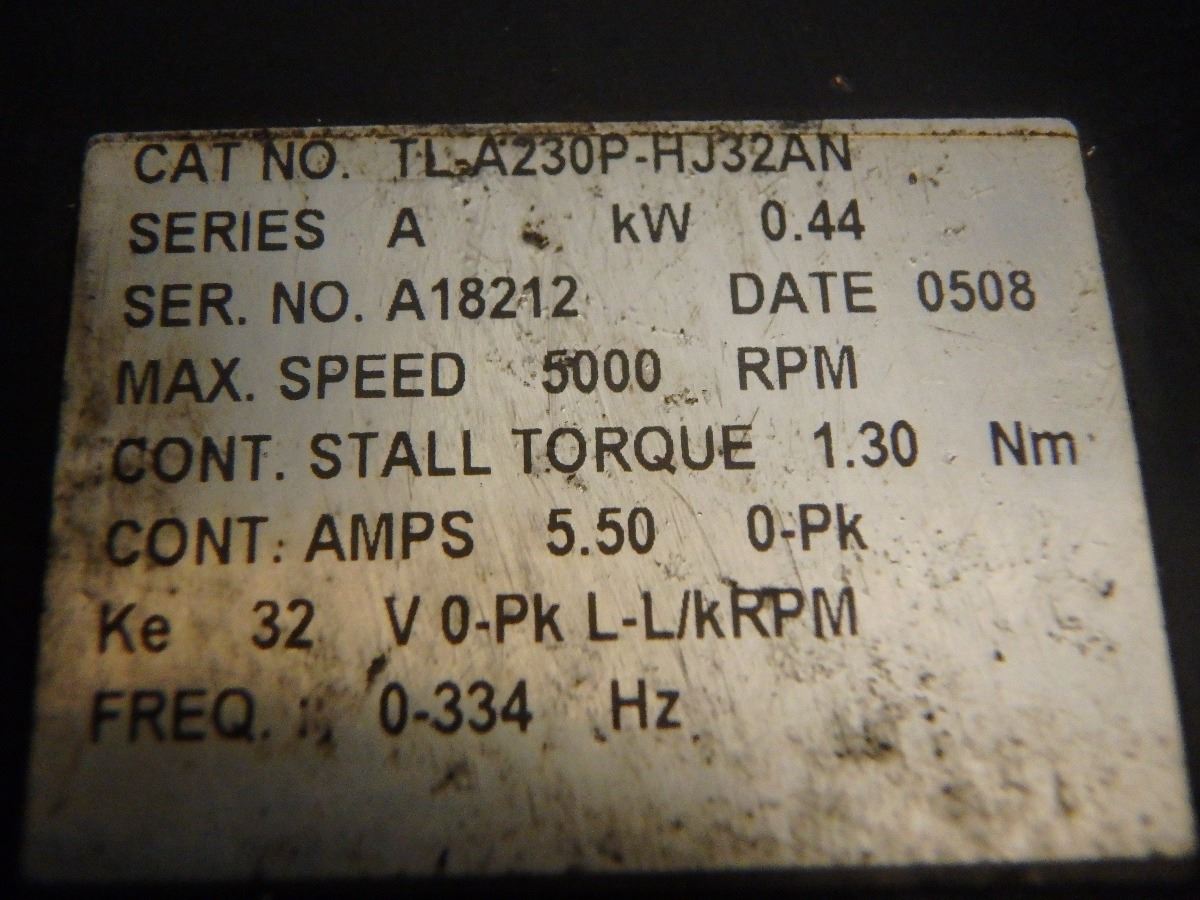 CAT NO. TL-A230P-HJ32AN
SERIES A kW 0.44
SER. NO. A18212 DATE 0508
MAX. SPEED 5000 RPM
CONT. STALL TORQUE 1.30 Nm
CONT. AMPS 5.50 0-Pk
Ke 32 V 0-Pk L-L/kRPM
FREQ. 0-334 Hz